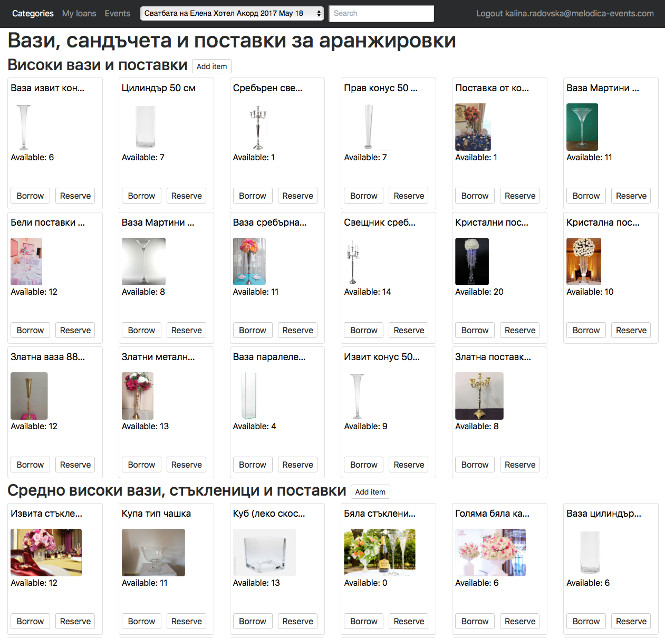 Categories My loans Events Сватбата на Елена Хотел Акорд 2017 May 18 Search Logout kalina.radovska@melodica-events.com
Вази, сандъчета и поставки за аранжировки
Високи вази и поставки Add item
Ваза извит кон... Цилиндър 50 см Сребърен све... Прав конус 50 ... Поставка от ко... Ваза Мартини ...
Available: 6 Available: 7 Available: 1 Available: 7 Available: 1 Available: 11
Borrow Reserve Borrow Reserve Borrow Reserve Borrow Reserve Borrow Reserve Borrow Reserve
Бели поставки ... Ваза Мартини ... Ваза сребърна... Свещник среб... Кристални пос... Кристална пос...
Available: 12 Available: 8 Available: 11 Available: 14 Available: 20 Available: 10
Borrow Reserve Borrow Reserve Borrow Reserve Borrow Reserve Borrow Reserve Borrow Reserve
Златна ваза 88... Златни металн... Ваза паралеле... Извит конус 50... Златна поставк...
Available: 12 Available: 13 Available: 4 Available: 9 Available: 8
Borrow Reserve Borrow Reserve Borrow Reserve Borrow Reserve Borrow Reserve
Средно високи вази, стъкленици и поставки Add item
Извита стъкле... Купа тип чашка Куб (леко скос... Бяла стъклени... Голяма бяла ка... Ваза цилиндър...
Available: 12 Available: 11 Available: 13 Available: 0 Available: 6 Available: 6
Borrow Reserve Borrow Reserve Borrow Reserve Borrow Reserve Borrow Reserve Borrow Reserve